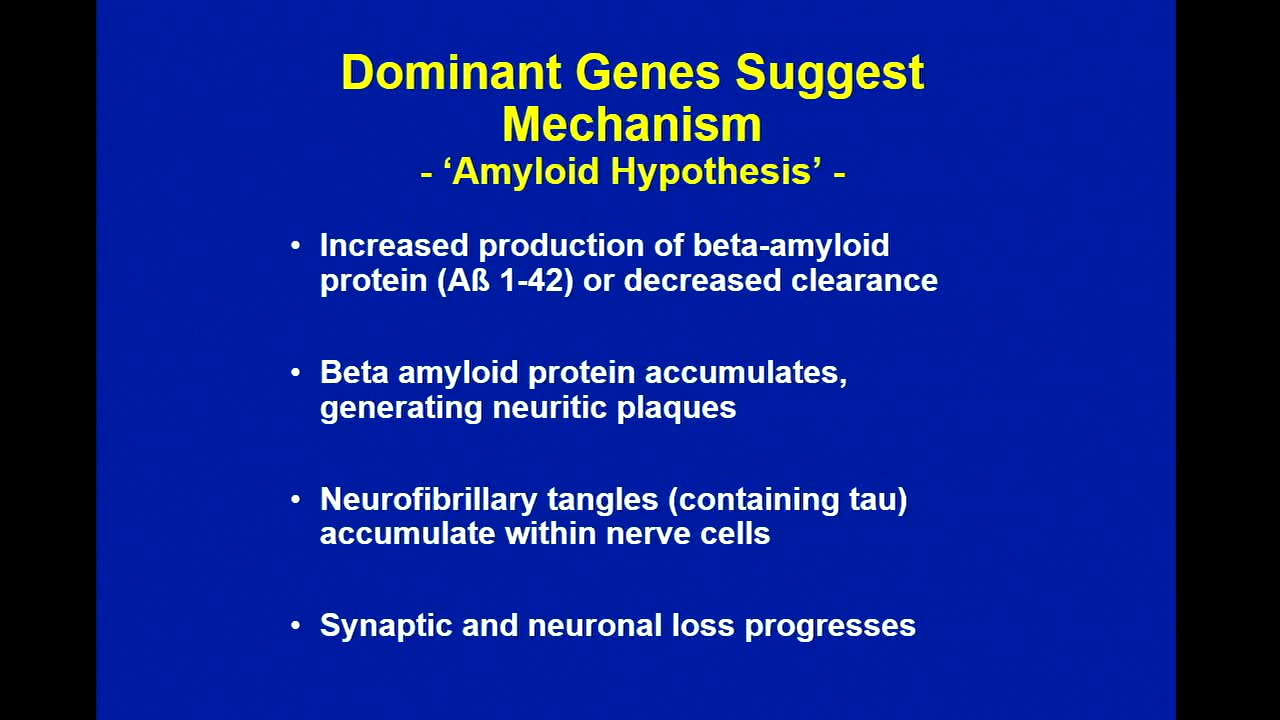 Dominant Genes Suggest
Mechanism
- ‘Amyloid Hypothesis’ -
• Increased production of beta-amyloid
protein (Aß 1-42) or decreased clearance
• Beta amyloid protein accumulates,
generating neuritic plaques
• Neurofibrillary tangles (containing tau)
accumulate within nerve cells
• Synaptic and neuronal loss progresses